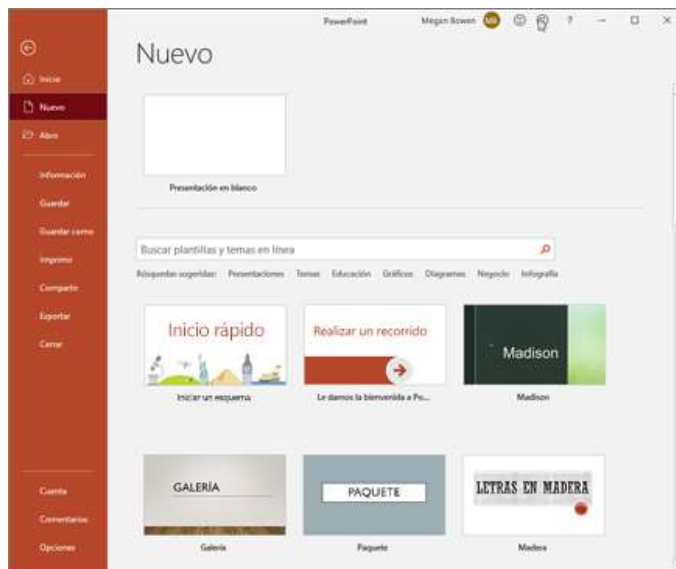 PowerPoint
Megan Bowen
MB
?
Nuevo
Inicio
Nuevo
Abrir
Información
Guardar
Guardar como
Imprimir
Compartir
Exportar
Cerrar
Cuenta
Comentarios
Opciones
Presentación en blanco
Buscar plantillas y temas en línea
Búsquedas sugeridas: Presentaciones Temas Educación Gráficos Diagramas Negocio Infografía
Inicio rápido
Iniciar un esquema
Realizar un recorrido
Le damos la bienvenida a Po...
Madison
Madison
GALERÍA
Galería
PAQUETE
Paquete
LETRAS EN MADERA
Madera